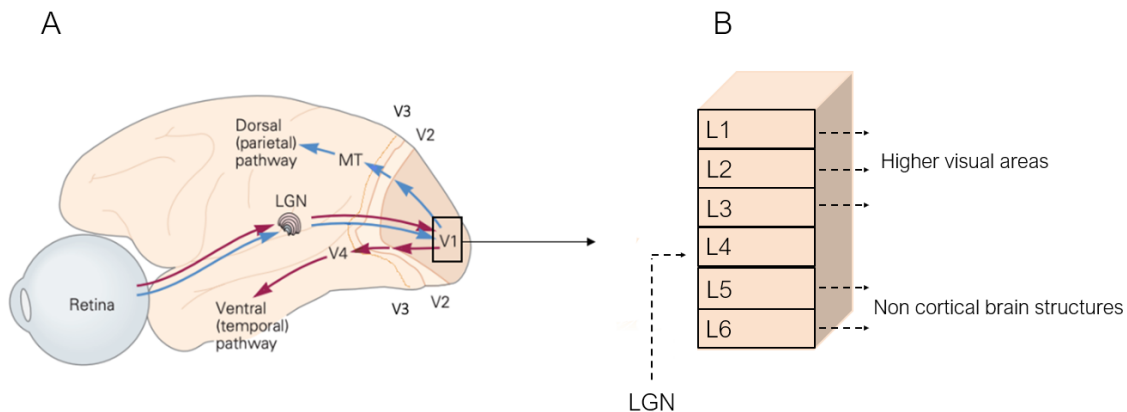 A
V3
V2
Dorsal
(parietal)
pathway
MT
LGN
V1
V4
Retina
Ventral
(temporal)
pathway
V3
V2
B
L1
L2
L3
L4
L5
L6
Higher visual areas
Non cortical brain structures
LGN